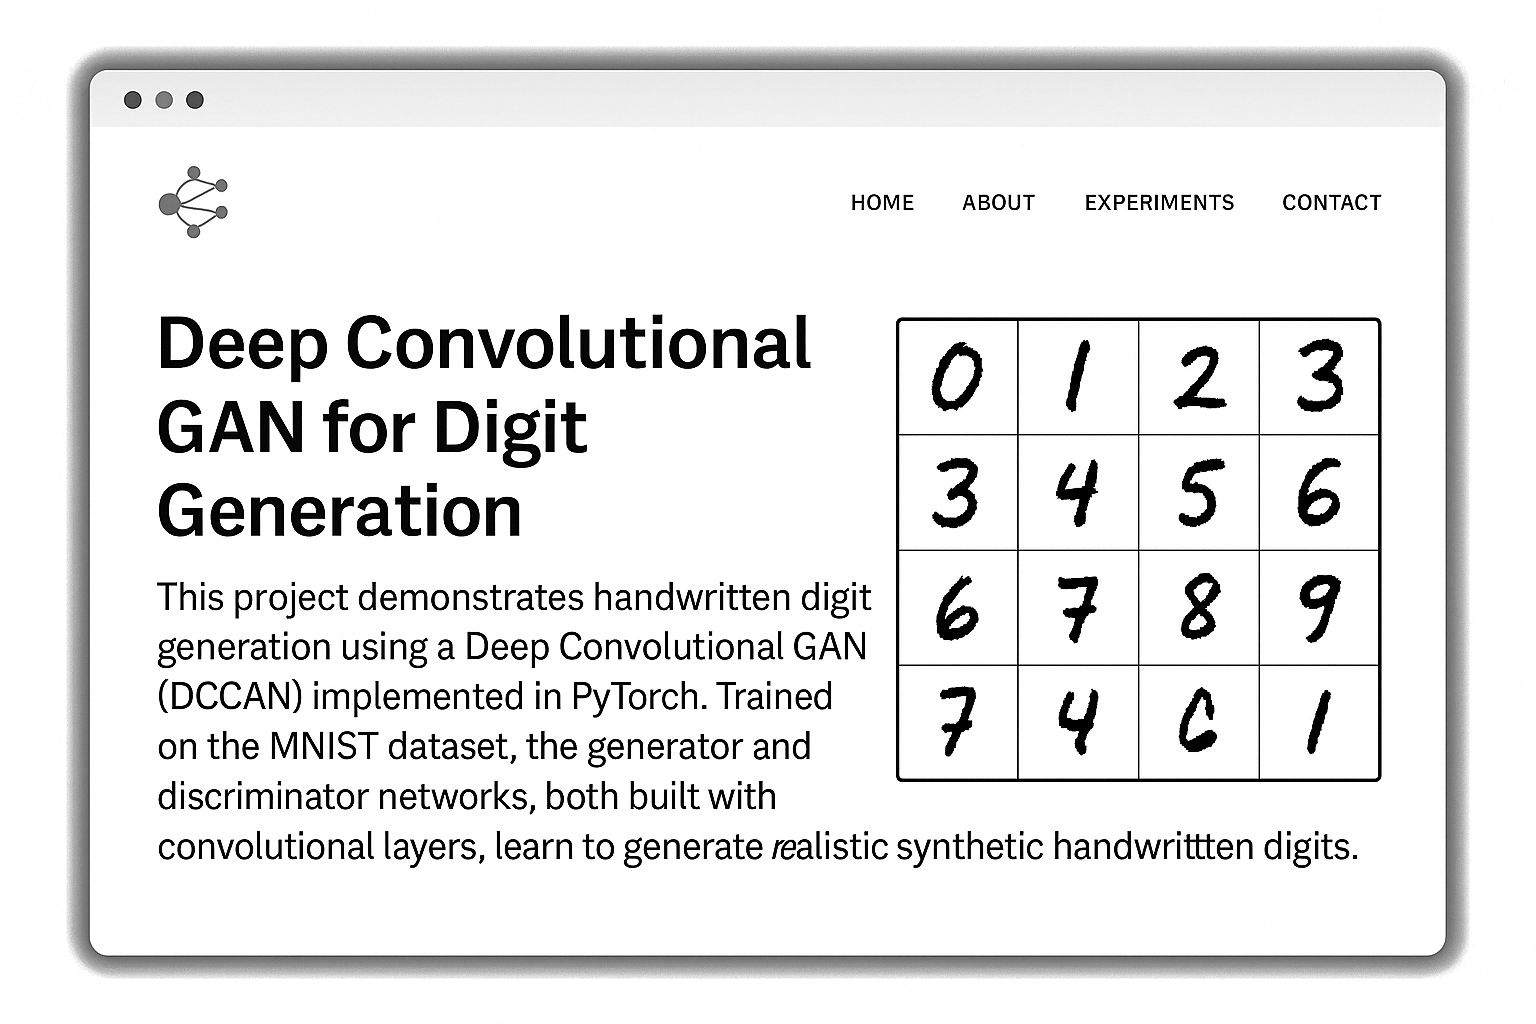 HOME ABOUT EXPERIMENTS CONTACT
Deep Convolutional
GAN for Digit
Generation
This project demonstrates handwritten digit
generation using a Deep Convolutional GAN
(DCCAN) implemented in PyTorch. Trained
on the MNIST dataset, the generator and
discriminator networks, both built with
convolutional layers, learn to generate realistic synthetic handwrittten digits.
0 1 2 3
3 4 5 6
6 7 8 9
7 4 6 1